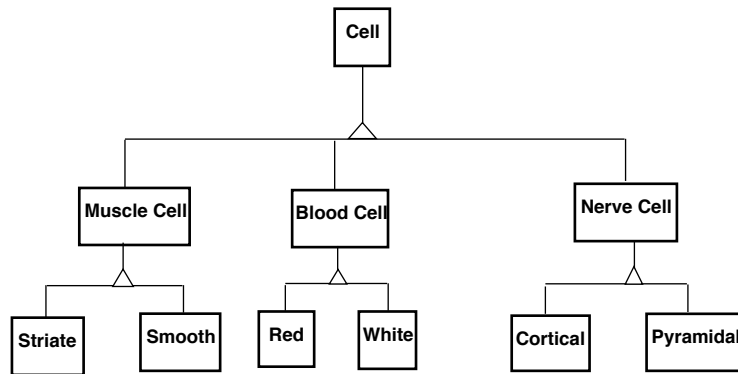 Cell
Muscle Cell
Blood Cell
Nerve Cell
Striate
Smooth
Red
White
Cortical
Pyramidal